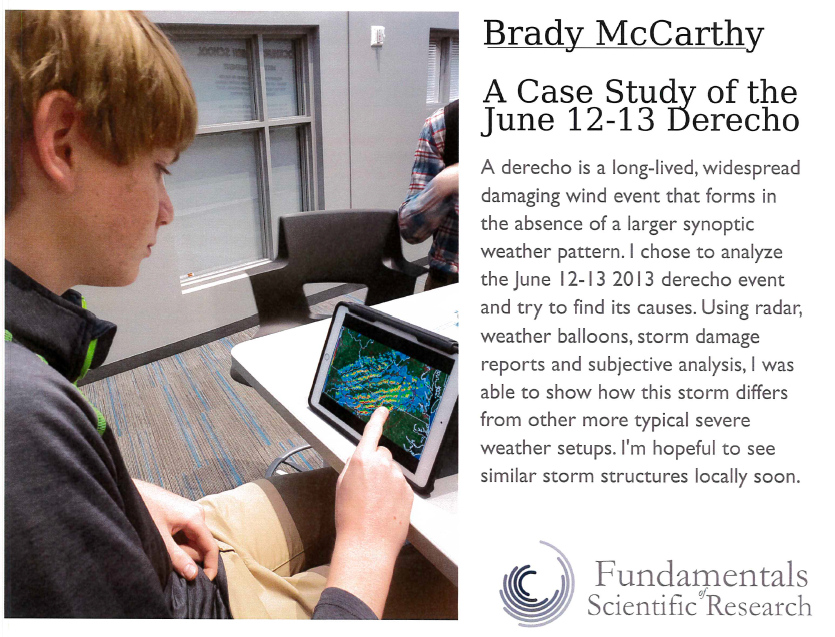 Brady McCarthy
A Case Study of the
June 12-13 Derecho
A derecho is a long-lived, widespread
damaging wind event that forms in
the absence of a larger synoptic
weather pattern. I chose to analyze
the June 12-13 2013 derecho event
and try to find its causes. Using radar,
weather balloons, storm damage
reports and subjective analysis, I was
able to show how this storm differs
from other more typical severe
weather setups. I'm hopeful to see
similar storm structures locally soon.
Fundamentals
of
Scientific Research